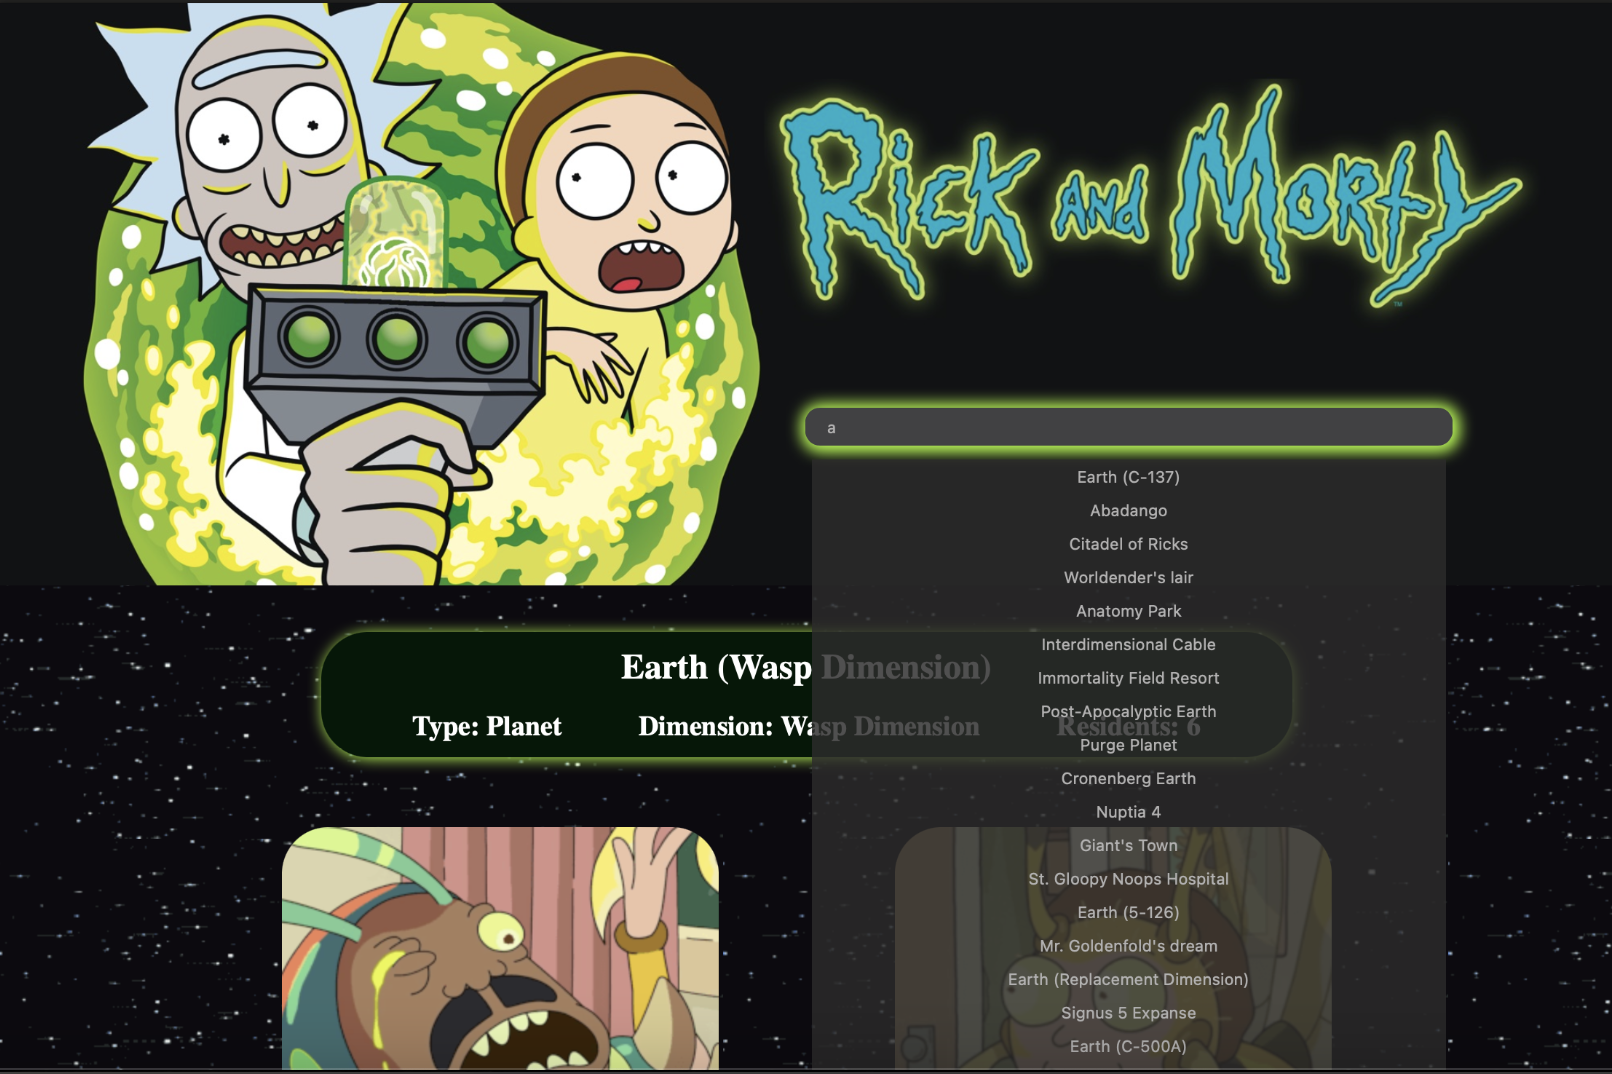 Rick and Morty
TM
a
Earth (C-137)
Abadango
Citadel of Ricks
Worldender's lair
Anatomy Park
Interdimensional Cable
Immortality Field Resort
Post-Apocalyptic Earth
Purge Planet
Cronenberg Earth
Nuptia 4
Giant's Town
St. Gloopy Noops Hospital
Earth (5-126)
Mr. Goldenfold's dream
Earth (Replacement Dimension)
Signus 5 Expanse
Earth (C-500A)
Earth (Wasp Dimension)
Type: Planet Dimension: Wasp Dimension Residents: 6